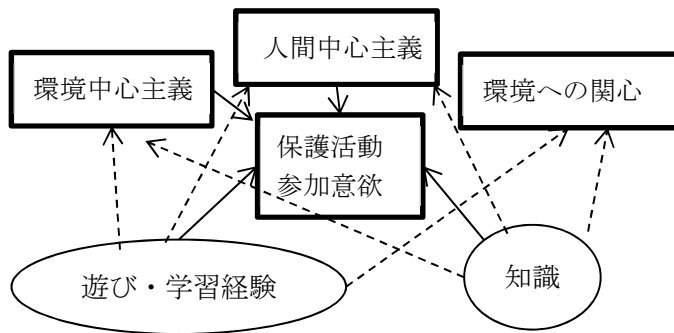 人間中心主義
環境中心主義
環境への関心
保護活動
参加意欲
遊び・学習経験
知識